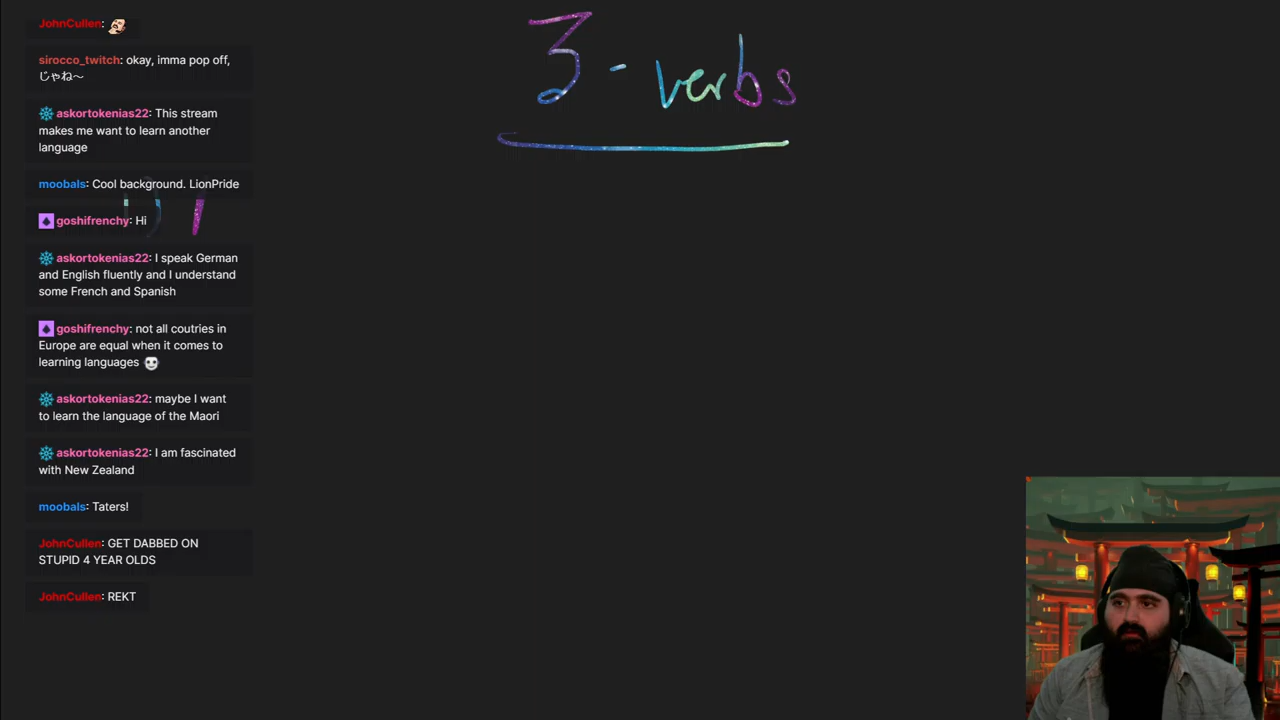 JohnCullen:
sirocco_twitch: okay, imma pop off,
じゃね〜
askortokenias22: This stream
makes me want to learn another
language
moobals: Cool background. LionPride
goshifrenchy: Hi
askortokenias22: I speak German
and English fluently and I understand
some French and Spanish
goshifrenchy: not all coutries in
Europe are equal when it comes to
learning languages
askortokenias22: maybe I want
to learn the language of the Maori
askortokenias22: I am fascinated
with New Zealand
moobals: Taters!
JohnCullen: GET DABBED ON
STUPID 4 YEAR OLDS
JohnCullen: REKT
3 - verbs